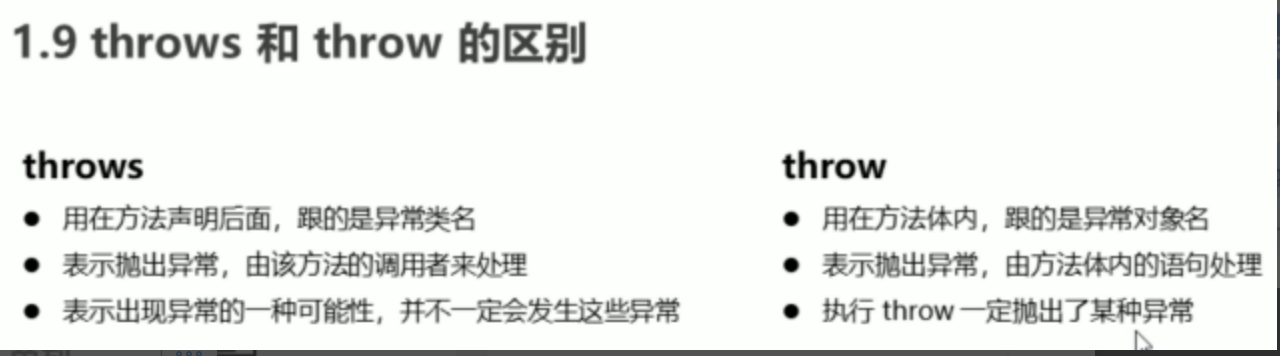 1.9 throws 和 throw 的区别
throws
● 用在方法声明后面，跟的是异常类名
● 表示抛出异常，由该方法的调用者来处理
● 表示出现异常的一种可能性，并不一定会发生这些异常
throw
● 用在方法体内，跟的是异常对象名
● 表示抛出异常，由方法体内的语句处理
● 执行 throw 一定抛出了某种异常